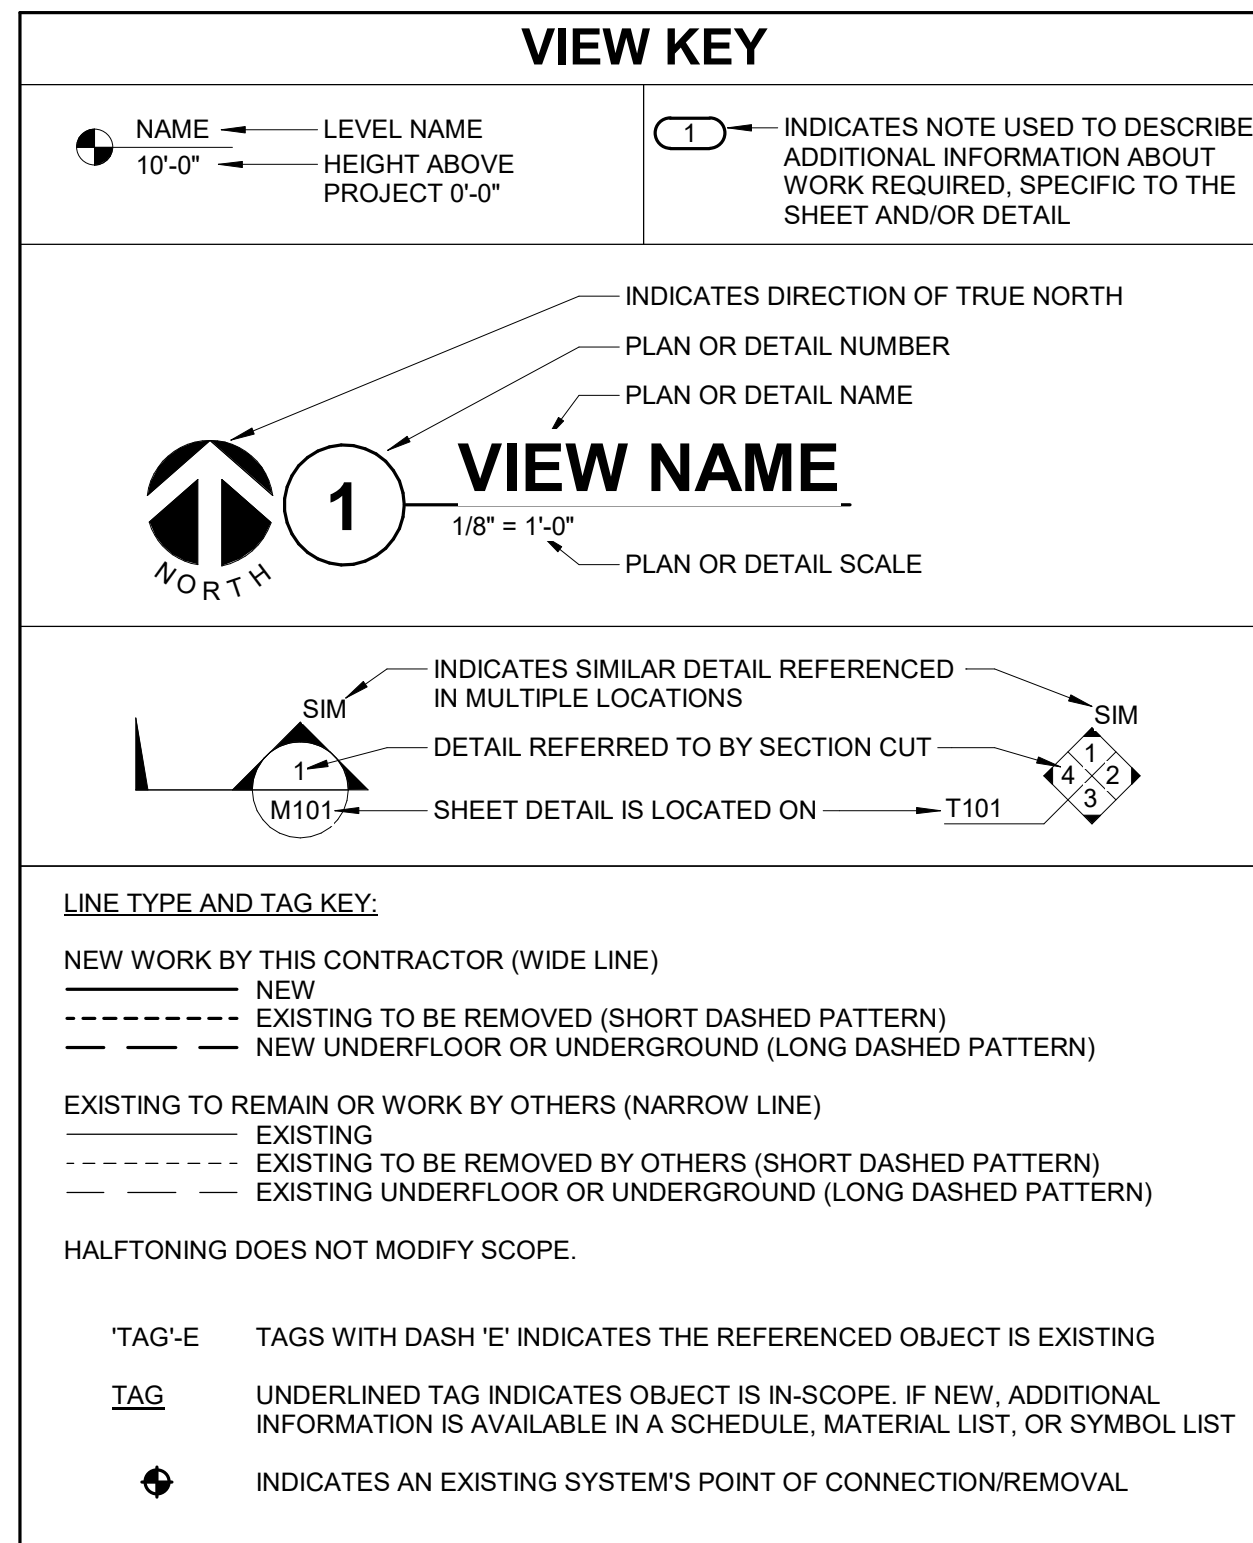 VIEW KEY
NAME
10'-0"
LEVEL NAME
HEIGHT ABOVE
PROJECT 0'-0"
1
INDICATES NOTE USED TO DESCRIBE
ADDITIONAL INFORMATION ABOUT
WORK REQUIRED, SPECIFIC TO THE
SHEET AND/OR DETAIL
INDICATES DIRECTION OF TRUE NORTH
PLAN OR DETAIL NUMBER
PLAN OR DETAIL NAME
NORTH
1
VIEW NAME
1/8" = 1'-0"
PLAN OR DETAIL SCALE
SIM
1
M101
INDICATES SIMILAR DETAIL REFERENCED
IN MULTIPLE LOCATIONS
DETAIL REFERRED TO BY SECTION CUT
SHEET DETAIL IS LOCATED ON
SIM
1
4 2
3
T101
LINE TYPE AND TAG KEY:
NEW WORK BY THIS CONTRACTOR (WIDE LINE)
NEW
EXISTING TO BE REMOVED (SHORT DASHED PATTERN)
NEW UNDERFLOOR OR UNDERGROUND (LONG DASHED PATTERN)
EXISTING TO REMAIN OR WORK BY OTHERS (NARROW LINE)
EXISTING
EXISTING TO BE REMOVED BY OTHERS (SHORT DASHED PATTERN)
EXISTING UNDERFLOOR OR UNDERGROUND (LONG DASHED PATTERN)
HALFTONING DOES NOT MODIFY SCOPE.
'TAG'-E TAGS WITH DASH 'E' INDICATES THE REFERENCED OBJECT IS EXISTING
TAG UNDERLINED TAG INDICATES OBJECT IS IN-SCOPE. IF NEW, ADDITIONAL
INFORMATION IS AVAILABLE IN A SCHEDULE, MATERIAL LIST, OR SYMBOL LIST
INDICATES AN EXISTING SYSTEM'S POINT OF CONNECTION/REMOVAL